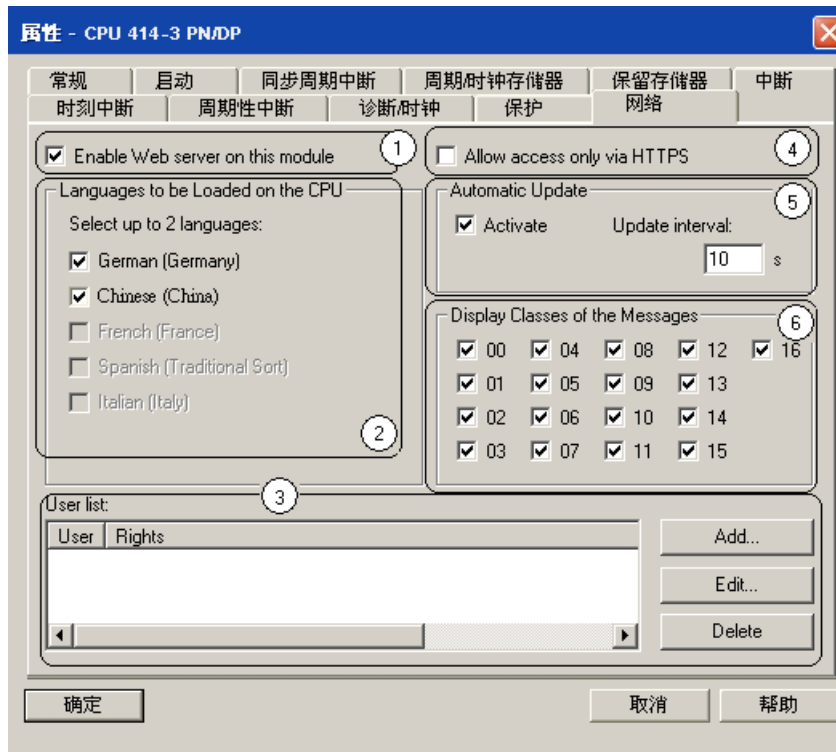 属性 - CPU 414-3 PN/DP
常规 启动 同步周期中断 周期/时钟存储器 保留存储器 中断
时刻中断 周期性中断 诊断/时钟 保护 网络
Enable Web server on this module 1
Allow access only via HTTPS 4
Languages to be Loaded on the CPU
Select up to 2 languages:
German (Germany)
Chinese (China)
French (France)
Spanish (Traditional Sort)
Italian (Italy)
2
Automatic Update 5
Activate Update interval:
10 s
Display Classes of the Messages 6
00 04 08 12 16
01 05 09 13
02 06 10 14
03 07 11 15
3
User list:
User Rights
Add...
Edit...
Delete
确定 取消 帮助